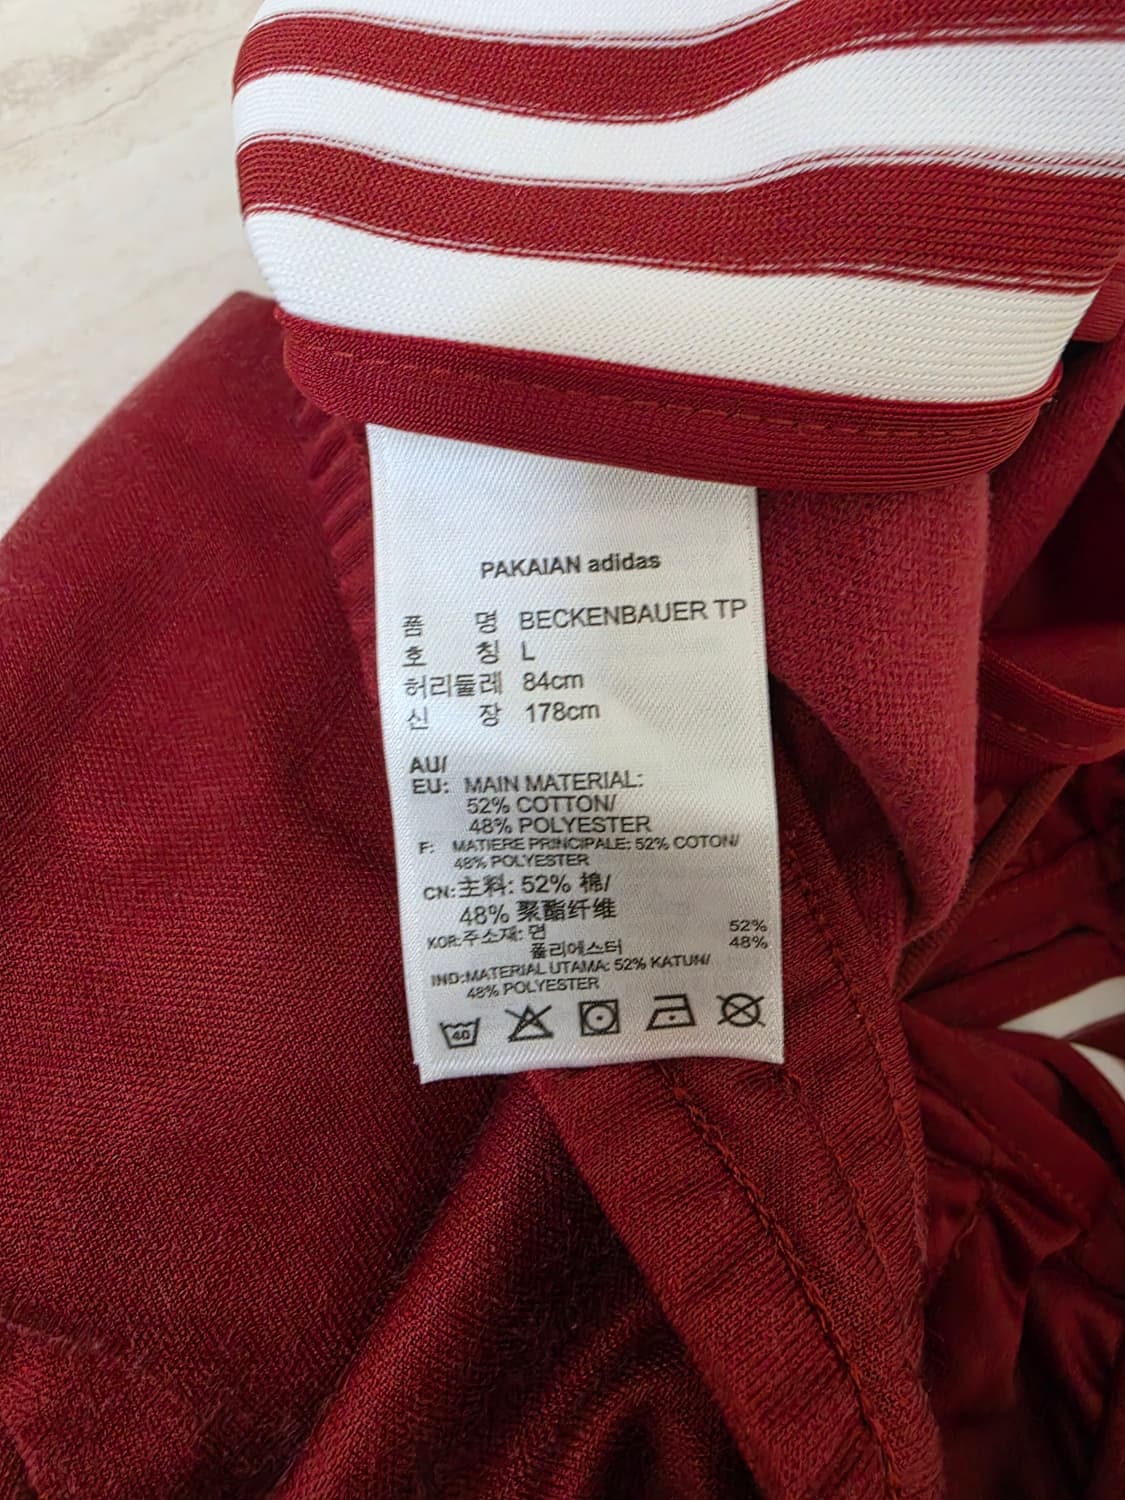 PAKAIAN adidas
품 명 BECKENBAUER TP
호 칭 L
허리둘레 84cm
신 장 178cm
AU/
EU: MAIN MATERIAL:
52% COTTON/
48% POLYESTER
F: MATIERE PRINCIPALE: 52% COTON/
48% POLYESTER
CN: 主料: 52% 棉/
48% 聚酯纤维
KOR: 주소재: 면 52%
폴리에스터 48%
IND: MATERIAL UTAMA: 52% KATUN/
48% POLYESTER
40